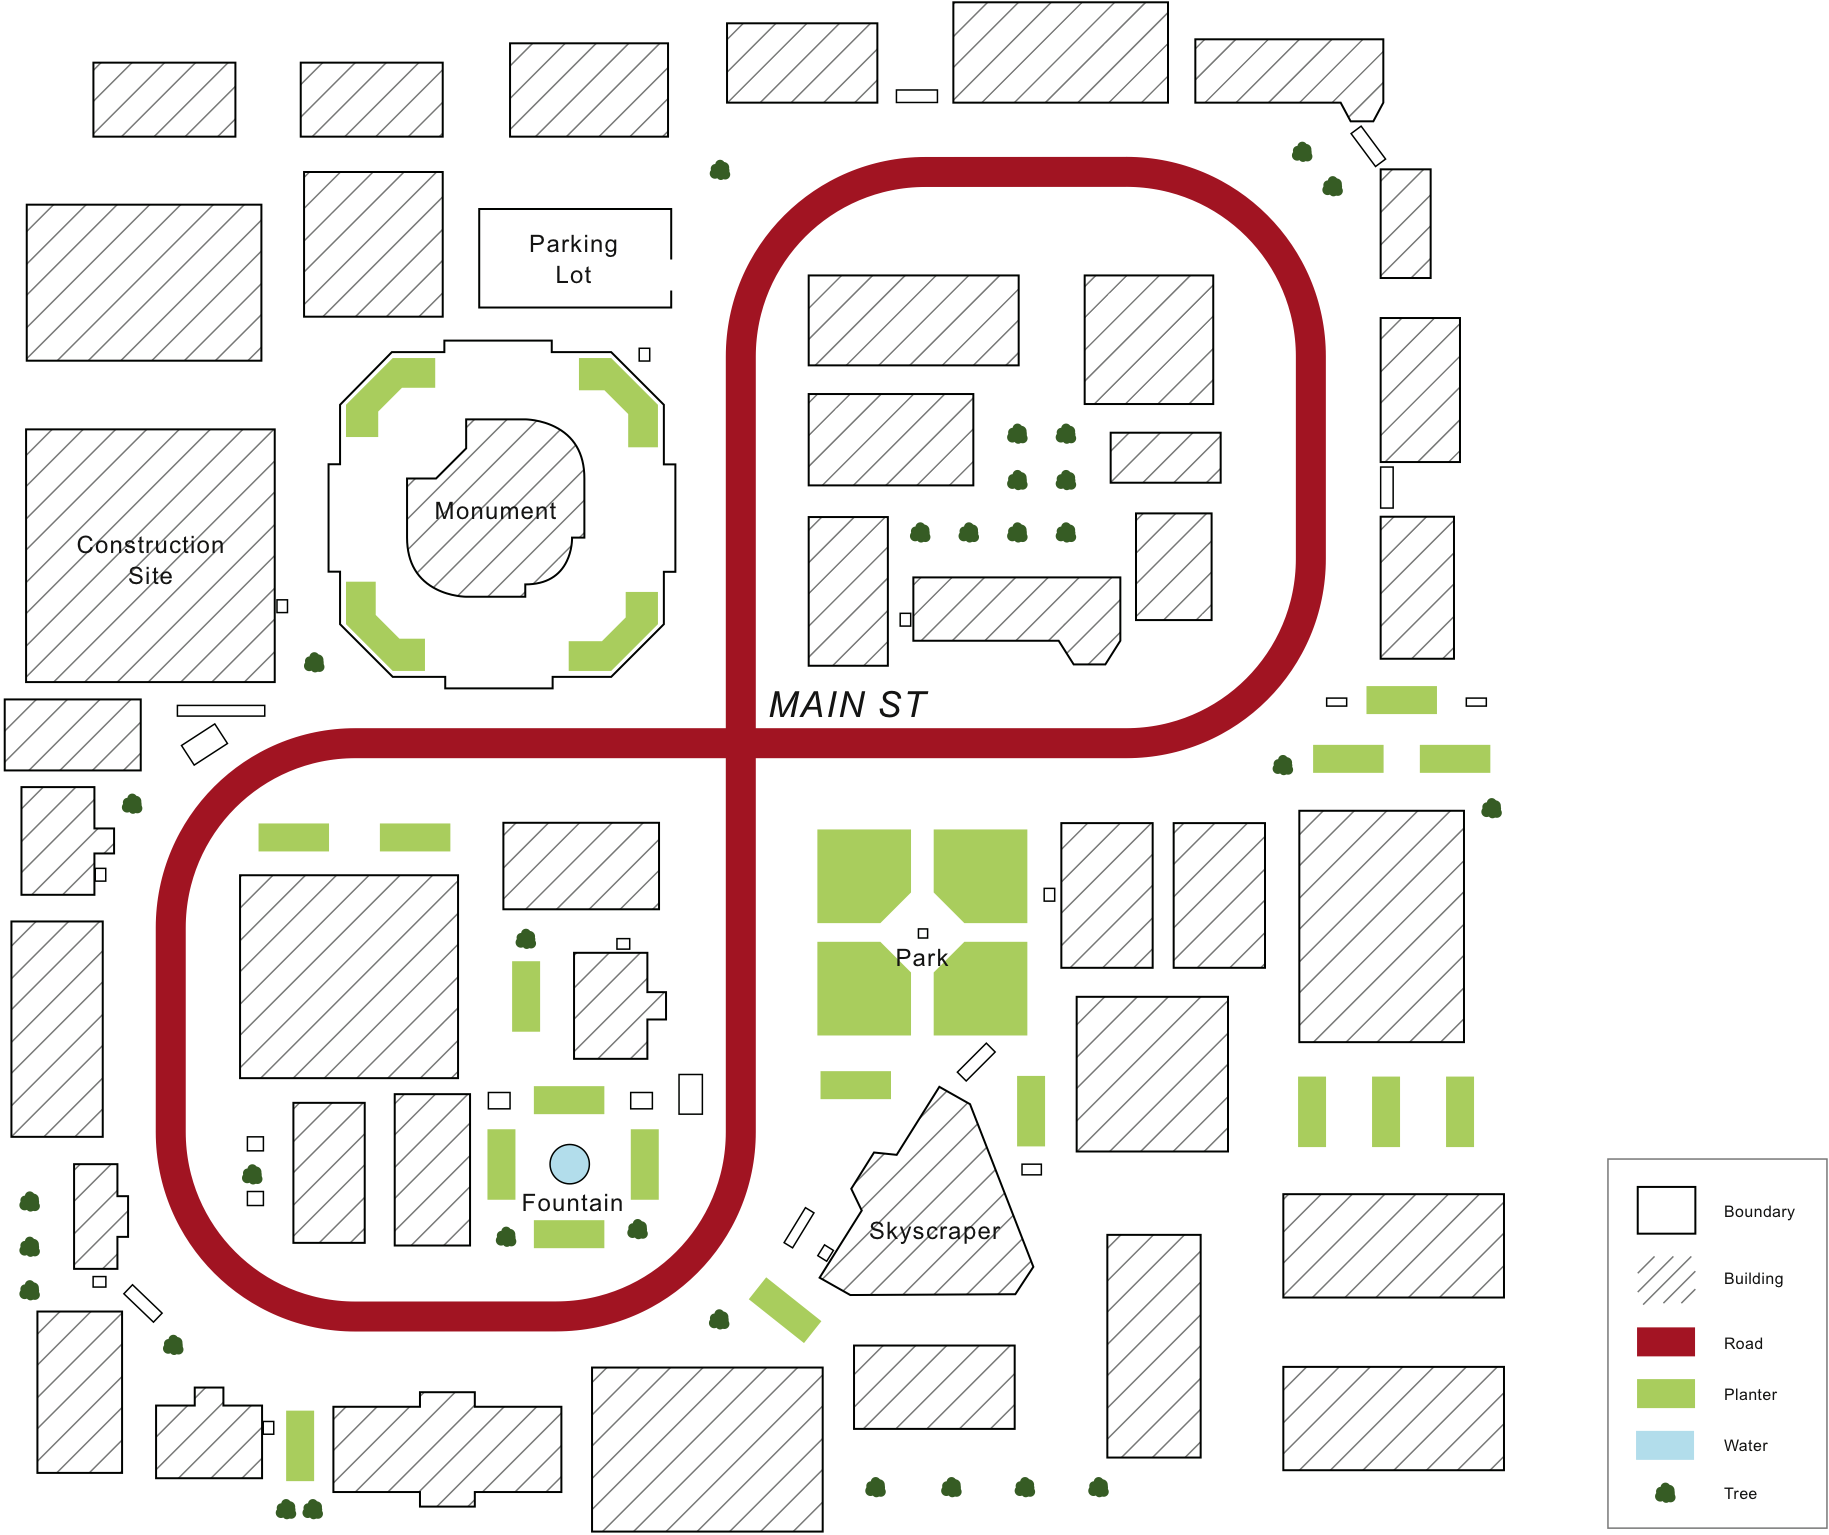 Parking
Lot
Monument
Construction
Site
MAIN ST
Park
Fountain
Skyscraper
Boundary
Building
Road
Planter
Water
Tree